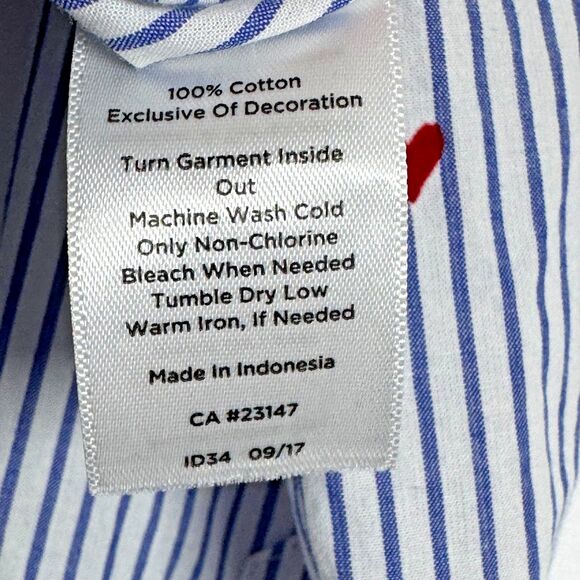 100% Cotton
Exclusive Of Decoration
Turn Garment Inside
Out
Machine Wash Cold
Only Non-Chlorine
Bleach When Needed
Tumble Dry Low
Warm Iron, If Needed
Made In Indonesia
CA #23147
ID34 09/17